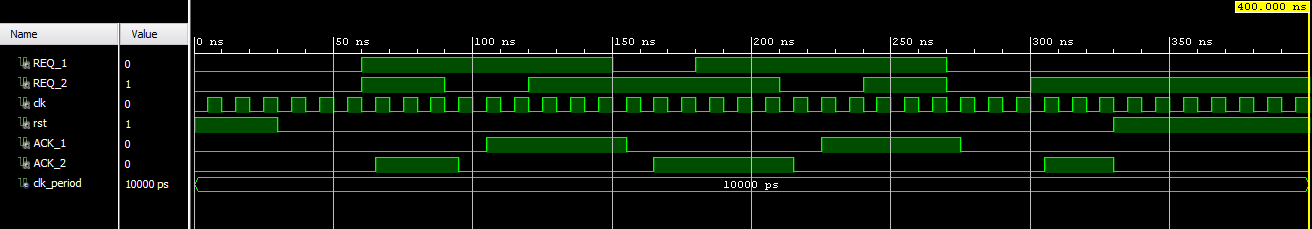 400.000 ns
Name Value
0 ns 50 ns 100 ns 150 ns 200 ns 250 ns 300 ns 350 ns
REQ_1 0
REQ_2 1
clk 0
rst 1
ACK_1 0
ACK_2 0
clk_period 10000 ps 10000 ps